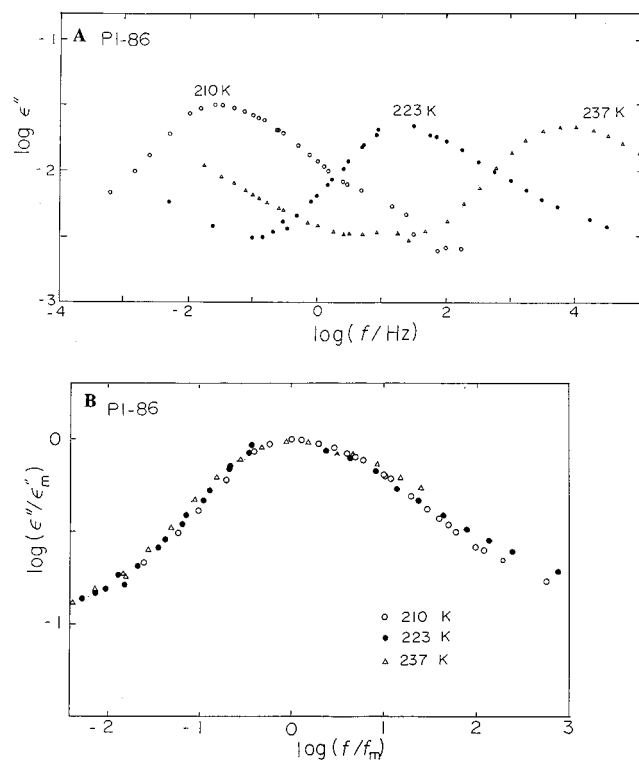 A PI-86
-1
-2
-3
log ε″
210 K
223 K
237 K
-4 -2 0 2 4
log(f/Hz)
B PI-86
0
-1
log(ε″/ε″m)
○ 210 K
● 223 K
△ 237 K
-2 -1 0 1 2 3
log(f/fm)